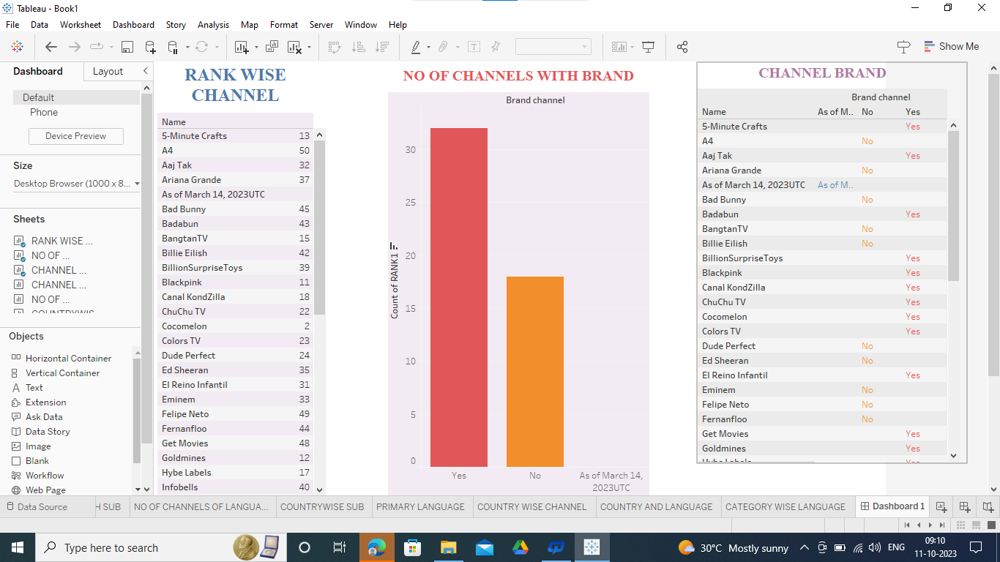 Tableau - Book1
File Data Worksheet Dashboard Story Analysis Map Format Server Window Help
Show Me
Dashboard Layout
Default
Phone
Device Preview
Size
Desktop Browser (1000 x 8...
Sheets
RANK WISE ...
NO OF ...
CHANNEL ...
CHANNEL ...
NO OF ...
COUNTRYWIS
Objects
Horizontal Container
Vertical Container
Text
Extension
Ask Data
Data Story
Image
Blank
Workflow
Web Page
RANK WISE
CHANNEL
Name
5-Minute Crafts 13
A4 50
Aaj Tak 32
Ariana Grande 37
As of March 14, 2023UTC
Bad Bunny 45
Badabun 43
BangtanTV 15
Billie Eilish 42
BillionSurpriseToys 39
Blackpink 11
Canal KondZilla 18
ChuChu TV 22
Cocomelon 2
Colors TV 23
Dude Perfect 24
Ed Sheeran 35
El Reino Infantil 31
Eminem 33
Felipe Neto 49
Fernanfloo 44
Get Movies 48
Goldmines 12
Hybe Labels 17
Infobells 40
NO OF CHANNELS WITH BRAND
Brand channel
Count of RANK1
30
25
20
15
10
5
0
Yes No As of March 14,
2023UTC
CHANNEL BRAND
Brand channel
Name As of M.. No Yes
5-Minute Crafts Yes
A4 No
Aaj Tak Yes
Ariana Grande No
As of March 14, 2023UTC As of M..
Bad Bunny No
Badabun Yes
BangtanTV No
Billie Eilish No
BillionSurpriseToys Yes
Blackpink Yes
Canal KondZilla Yes
ChuChu TV Yes
Cocomelon Yes
Colors TV Yes
Dude Perfect No
Ed Sheeran No
El Reino Infantil Yes
Eminem No
Felipe Neto No
Fernanfloo No
Get Movies Yes
Goldmines Yes
Hybe Labels Yes
Data Source H SUB NO OF CHANNELS OF LANGUA... COUNTRYWISE SUB PRIMARY LANGUAGE COUNTRY WISE CHANNEL COUNTRY AND LANGUAGE CATEGORY WISE LANGUAGE Dashboard 1
Type here to search
30°C Mostly sunny
ENG
09:10
11-10-2023